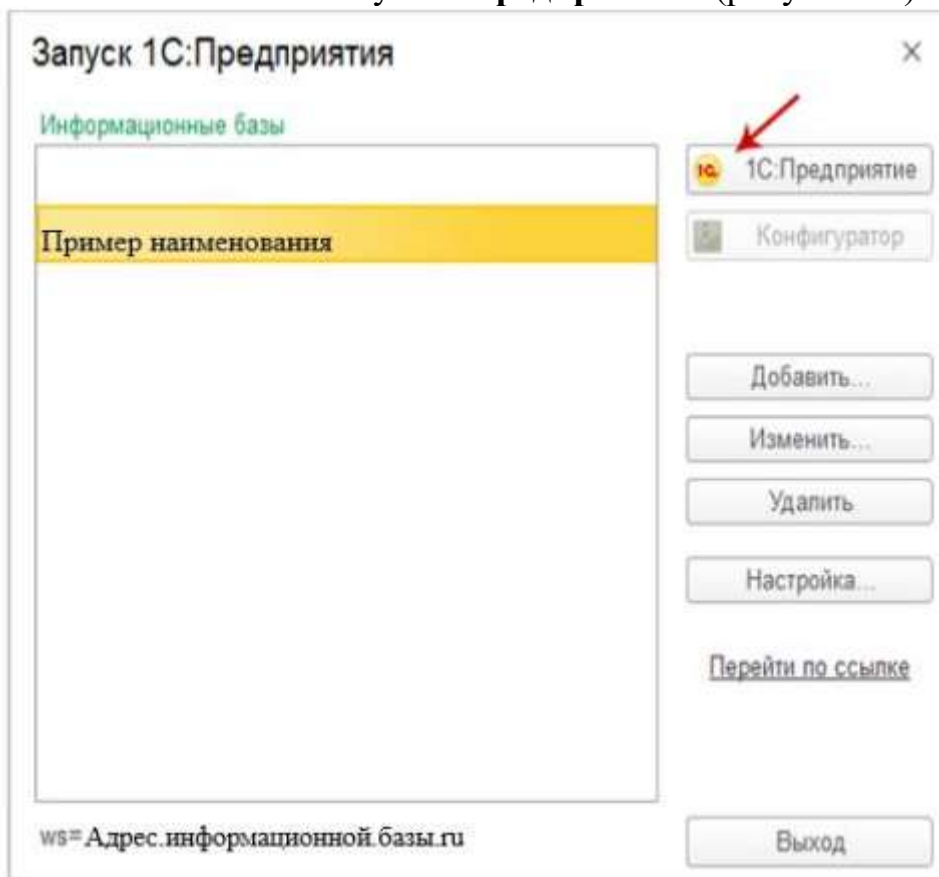 Запуск 1С:Предприятия
Информационные базы
1С:Предприятие
Пример наименования
Конфигуратор
Добавить...
Изменить...
Удалить
Настройка...
Перейти по ссылке
ws= Адрес.информационной.базы.ru
Выход